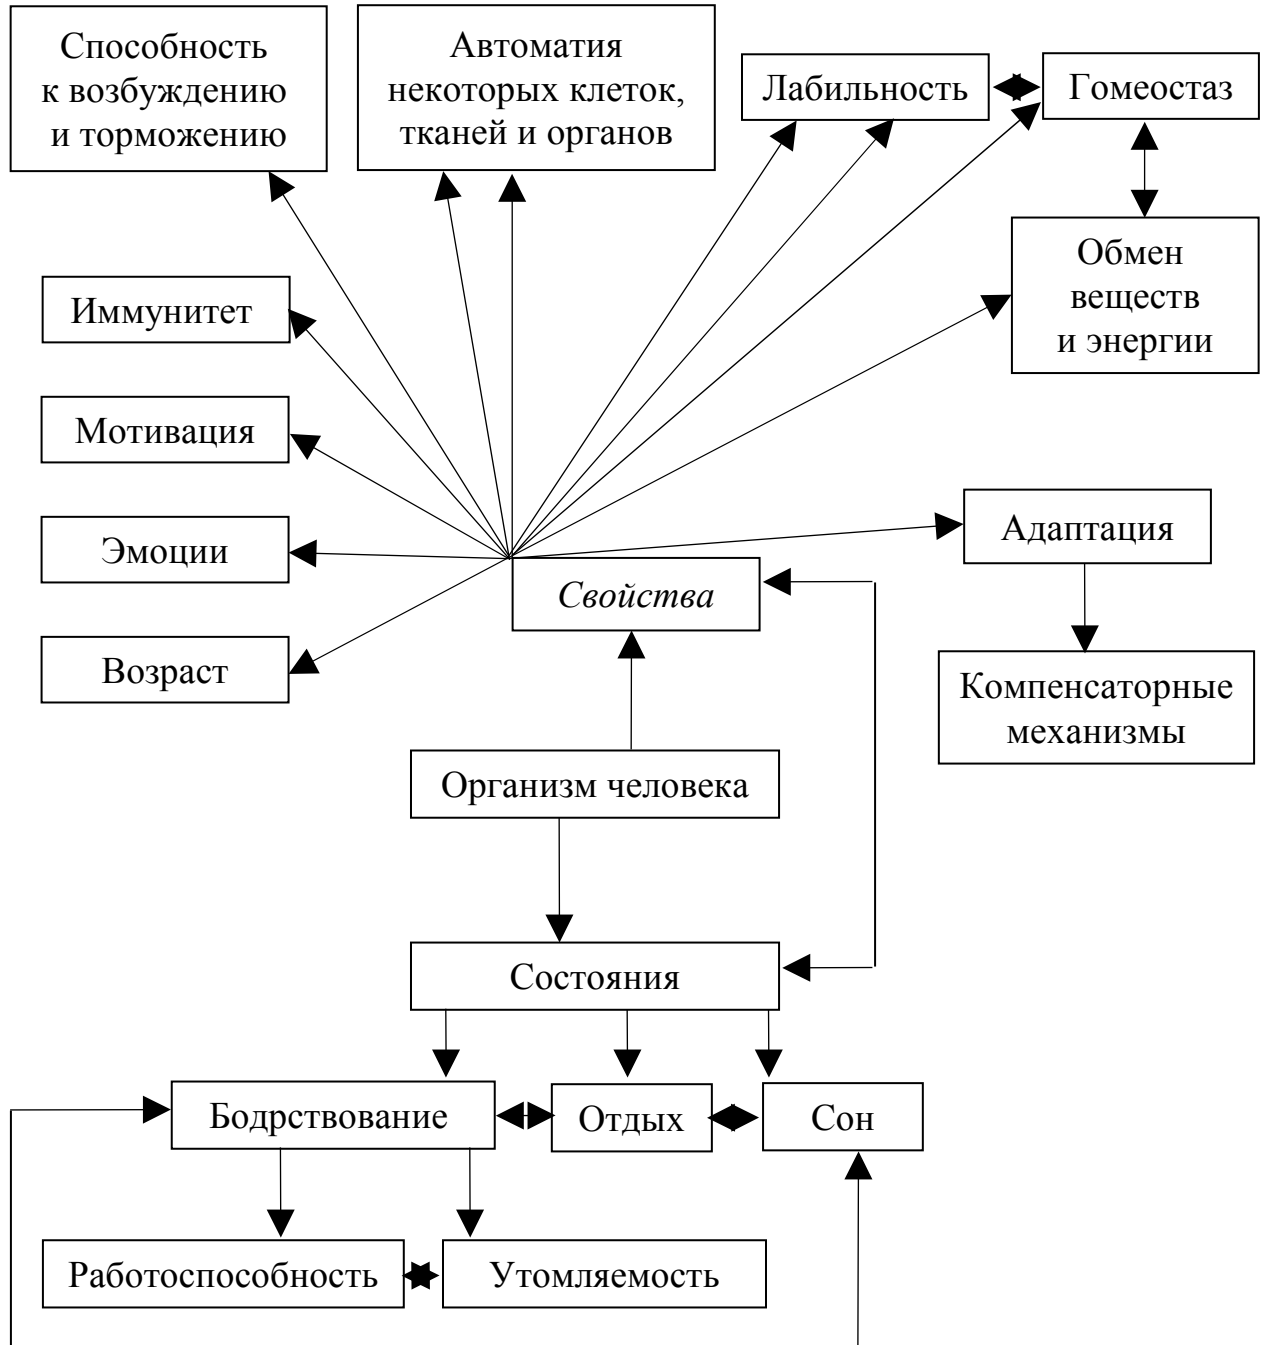 Способность
к возбуждению
и торможению
Автоматия
некоторых клеток,
тканей и органов
Лабильность
Гомеостаз
Обмен
веществ
и энергии
Иммунитет
Мотивация
Эмоции
Возраст
Свойства
Адаптация
Компенсаторные
механизмы
Организм человека
Состояния
Бодрствование
Отдых
Сон
Работоспособность
Утомляемость